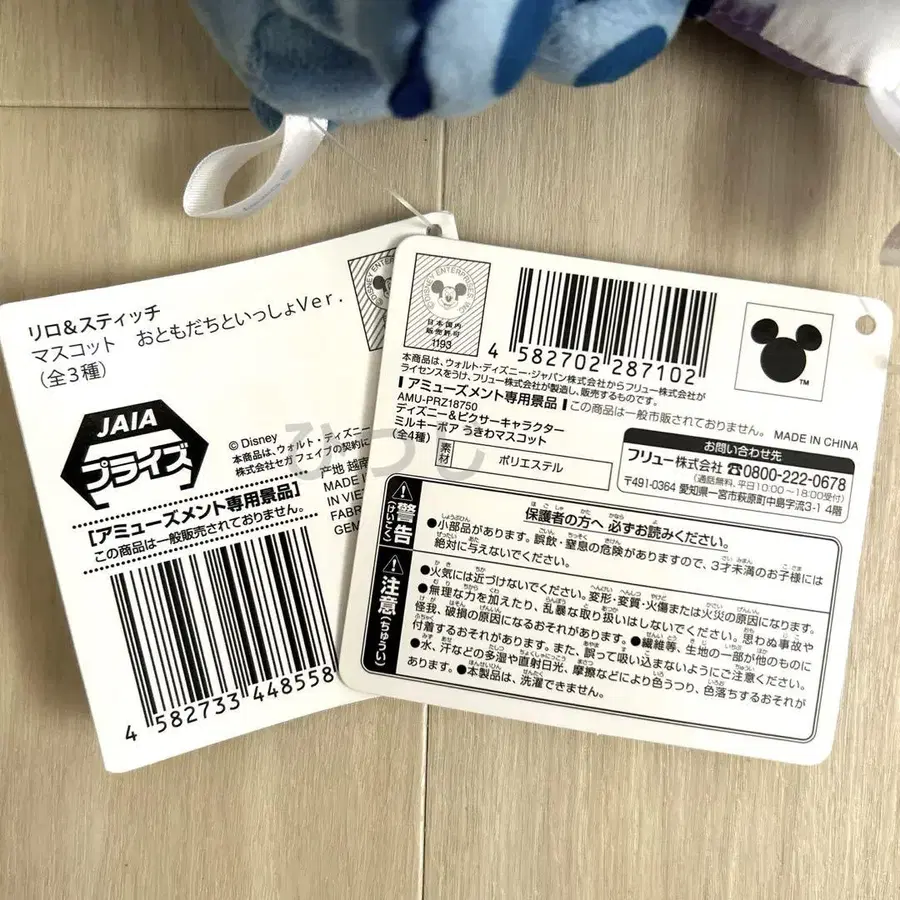 リロ&スティッチ
マスコット おともだちといっしょVer.
（全3種）
JAIA
プライズ
© Disney
本商品は、ウォルト・ディズニー
株式会社セガフェイブの契約に
産地 越南
MADE I
IN VIET
FABR
GEM
[アミューズメント専用景品]
この商品は一般販売されておりません。
4 582733 448558
日本国内
販売許可
1193
4 582702 287102
TM
本商品は、ウォルト・ディズニー・ジャパン株式会社からフリュー株式会社が
ライセンスをうけ、フリュー株式会社が製造し、販売するものです。
アミューズメント専用景品 この商品は一般市販されておりません。 MADE IN CHINA
AMU-PRZ18750
ディズニー&ピクサーキャラクター
ミルキーボア うきわマスコット
(全4種)
素材 ポリエステル
お問い合わせ先
フリュー株式会社 ☎0800-222-0678
(通話無料、平日10:00~18:00受付)
〒491-0364 愛知県一宮市萩原町中島字流3-1 4階
警告(けいこく)
保護者の方へ 必ずお読みください。
●小部品があります。誤飲・窒息の危険がありますので、3才未満のお子様には
絶対に与えないでください。
注意(ちゅうい)
●火気には近づけないでください。変形・変質・火傷または火災の原因になります。
●無理な力を加えたり、乱暴な取り扱いはしないでください。思わぬ事故や
怪我、破損の原因になるおそれがあります。●繊維等、生地の一部が他のものに
付着するおそれがあります。また、誤って吸い込まないようにご注意ください。
●水、汗などの多湿や直射日光、摩擦などにより色うつり、色落ちするおそれが
あります。●本製品は、洗濯できません。
ひつじ